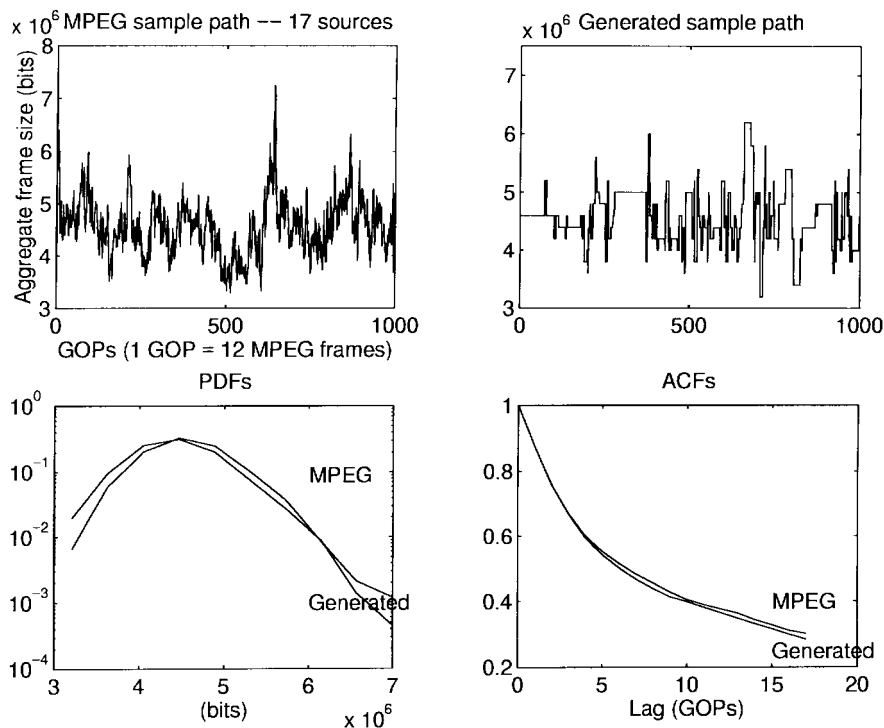 x 10^6 MPEG sample path -- 17 sources
Aggregate frame size (bits)
8
7
6
5
4
3
0
500
1000
GOPs (1 GOP = 12 MPEG frames)
x 10^6 Generated sample path
7
6
5
4
3
0
500
1000
PDFs
10^0
10^-1
10^-2
10^-3
10^-4
MPEG
Generated
3
4
5
6
7
(bits)
x 10^6
ACFs
1
0.8
0.6
0.4
0.2
MPEG
Generated
0
5
10
15
20
Lag (GOPs)